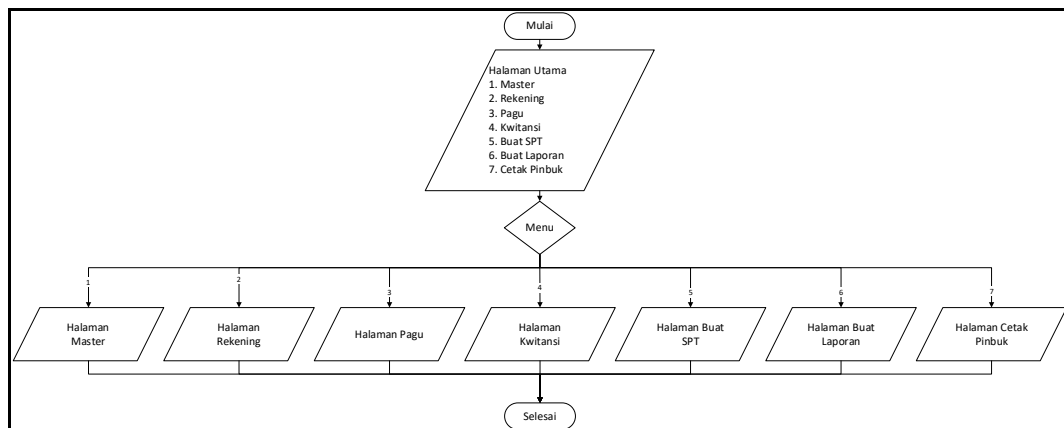 Mulai
Halaman Utama
1. Master
2. Rekening
3. Pagu
4. Kwitansi
5. Buat SPT
6. Buat Laporan
7. Cetak Pinbuk
Menu
1
2
3
4
5
6
7
Halaman
Master
Halaman
Rekening
Halaman Pagu
Halaman
Kwitansi
Halaman Buat
SPT
Halaman Buat
Laporan
Halaman Cetak
Pinbuk
Selesai